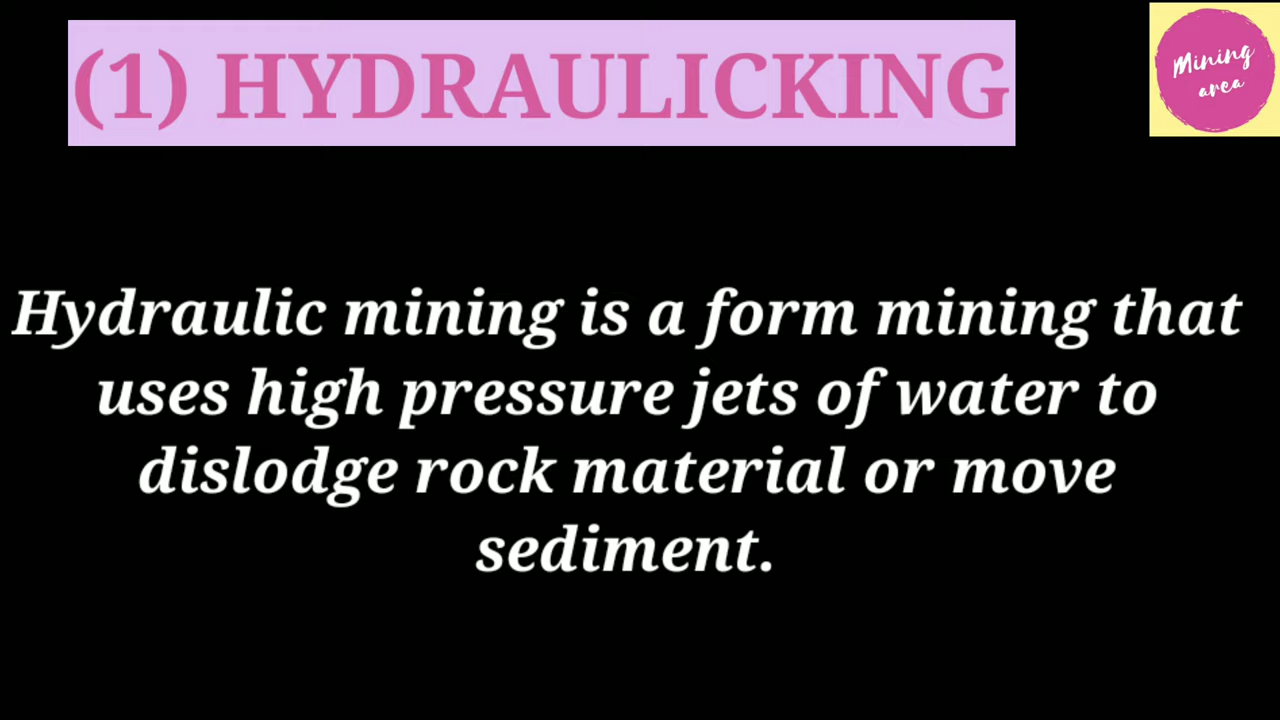 (1) HYDRAULICKING
Mining
area
Hydraulic mining is a form mining that
uses high pressure jets of water to
dislodge rock material or move
sediment.